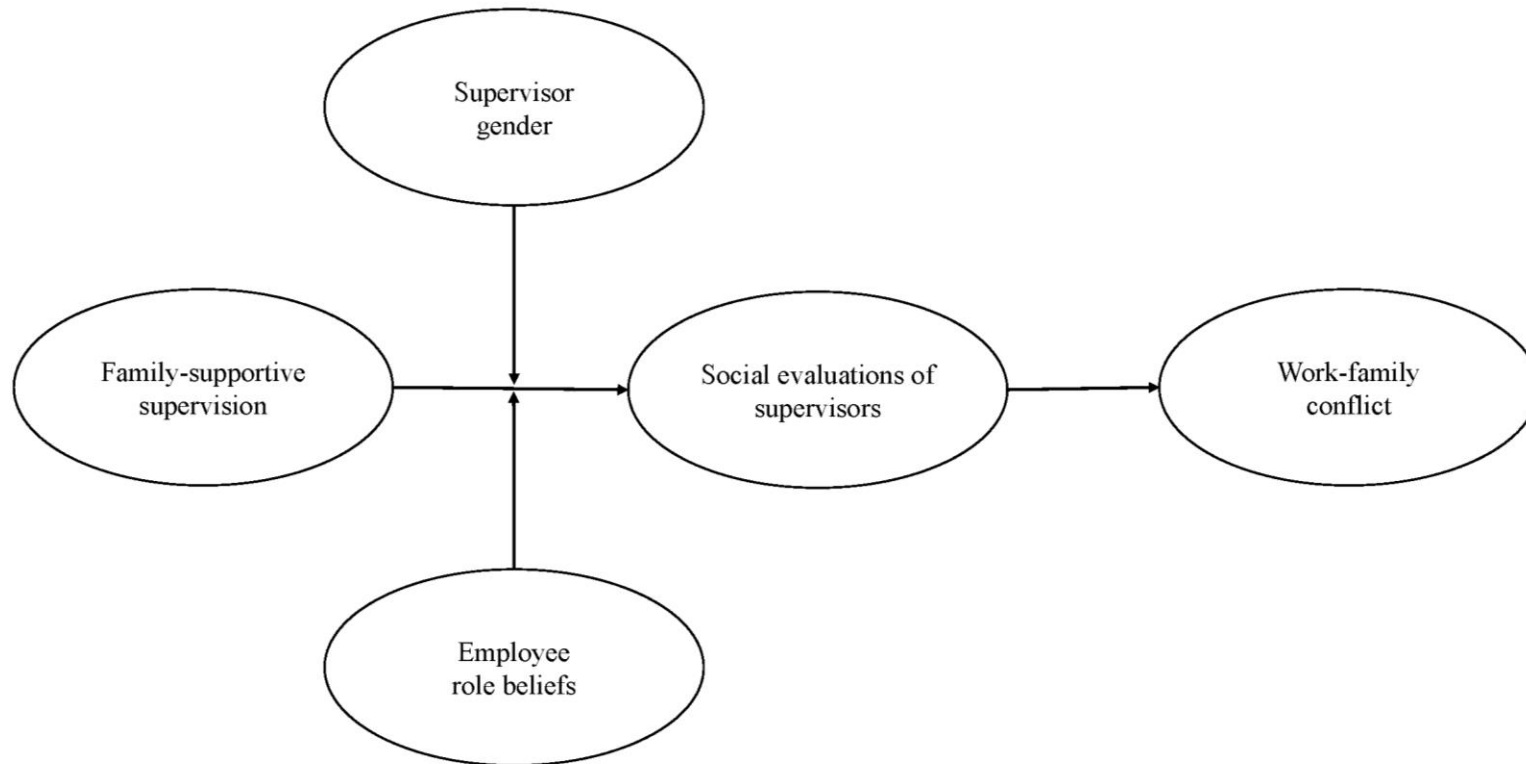 Supervisor
gender
Family-supportive
supervision
Social evaluations of
supervisors
Work-family
conflict
Employee
role beliefs